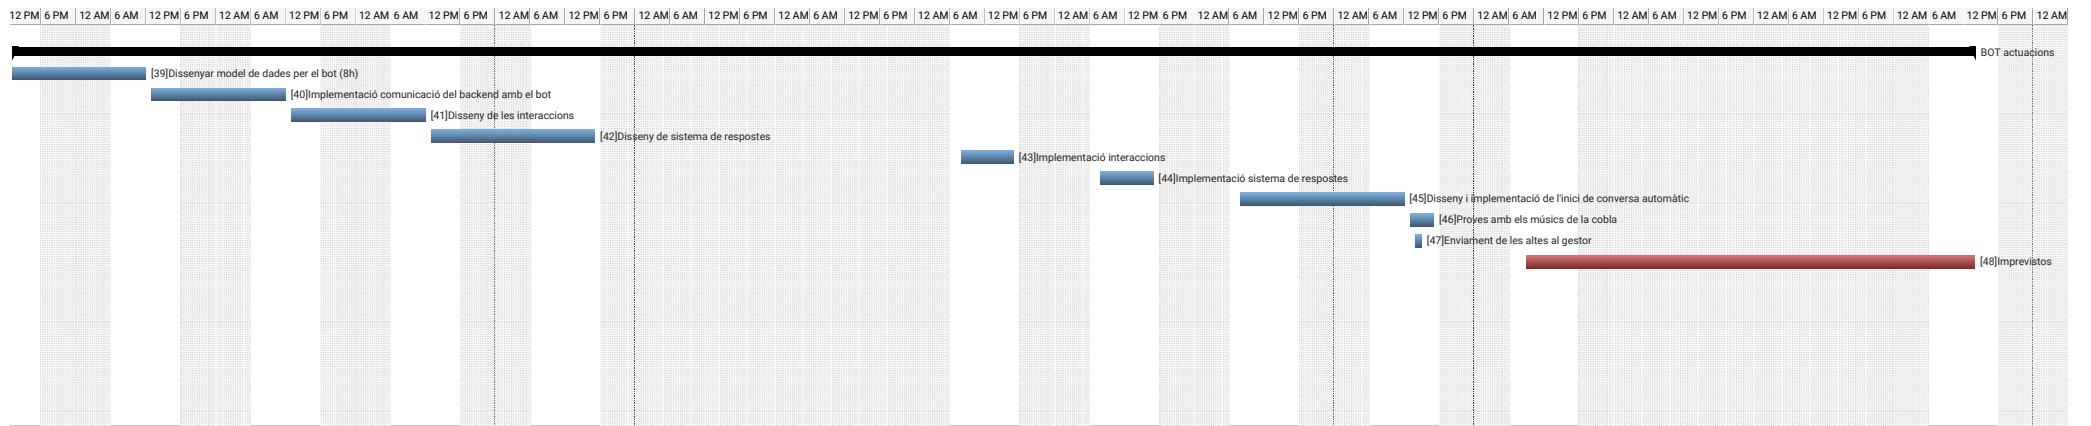 12 PM 6 PM 12 AM 6 AM 12 PM 6 PM 12 AM 6 AM 12 PM 6 PM 12 AM 6 AM 12 PM 6 PM 12 AM 6 AM 12 PM 6 PM 12 AM 6 AM 12 PM 6 PM 12 AM 6 AM 12 PM 6 PM 12 AM 6 AM 12 PM 6 PM 12 AM 6 AM 12 PM 6 PM 12 AM 6 AM 12 PM 6 PM 12 AM 6 AM 12 PM 6 PM 12 AM 6 AM 12 PM 6 PM 12 AM 6 AM 12 PM 6 PM 12 AM 6 AM 12 PM 6 PM 12 AM 6 AM 12 PM 6 PM 12 AM
BOT actuacions
[39]Dissenyar model de dades per el bot (8h)
[40]Implementació comunicació del backend amb el bot
[41]Disseny de les interaccions
[42]Disseny de sistema de respostes
[43]Implementació interaccions
[44]Implementació sistema de respostes
[45]Disseny i implementació de l'inici de conversa automàtic
[46]Proves amb els músics de la cobla
[47]Enviament de les altes al gestor
[48]Imprevistos